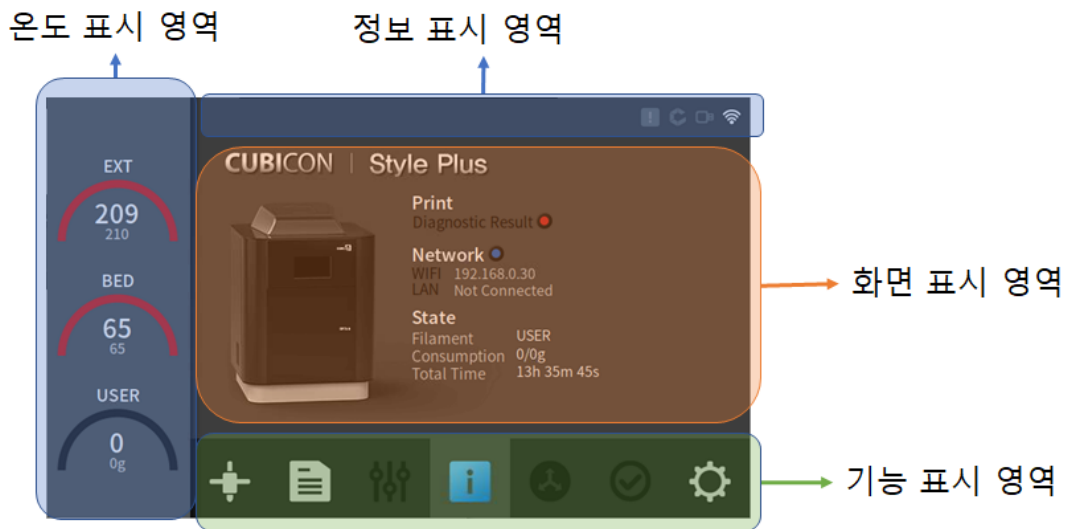 온도 표시 영역
정보 표시 영역
EXT
209
210
BED
65
65
USER
0
0g
CUBICON | Style Plus
Print
Diagnostic Result
Network
WIFI 192.168.0.30
LAN Not Connected
State
Filament USER
Consumption 0/0g
Total Time 13h 35m 45s
화면 표시 영역
기능 표시 영역